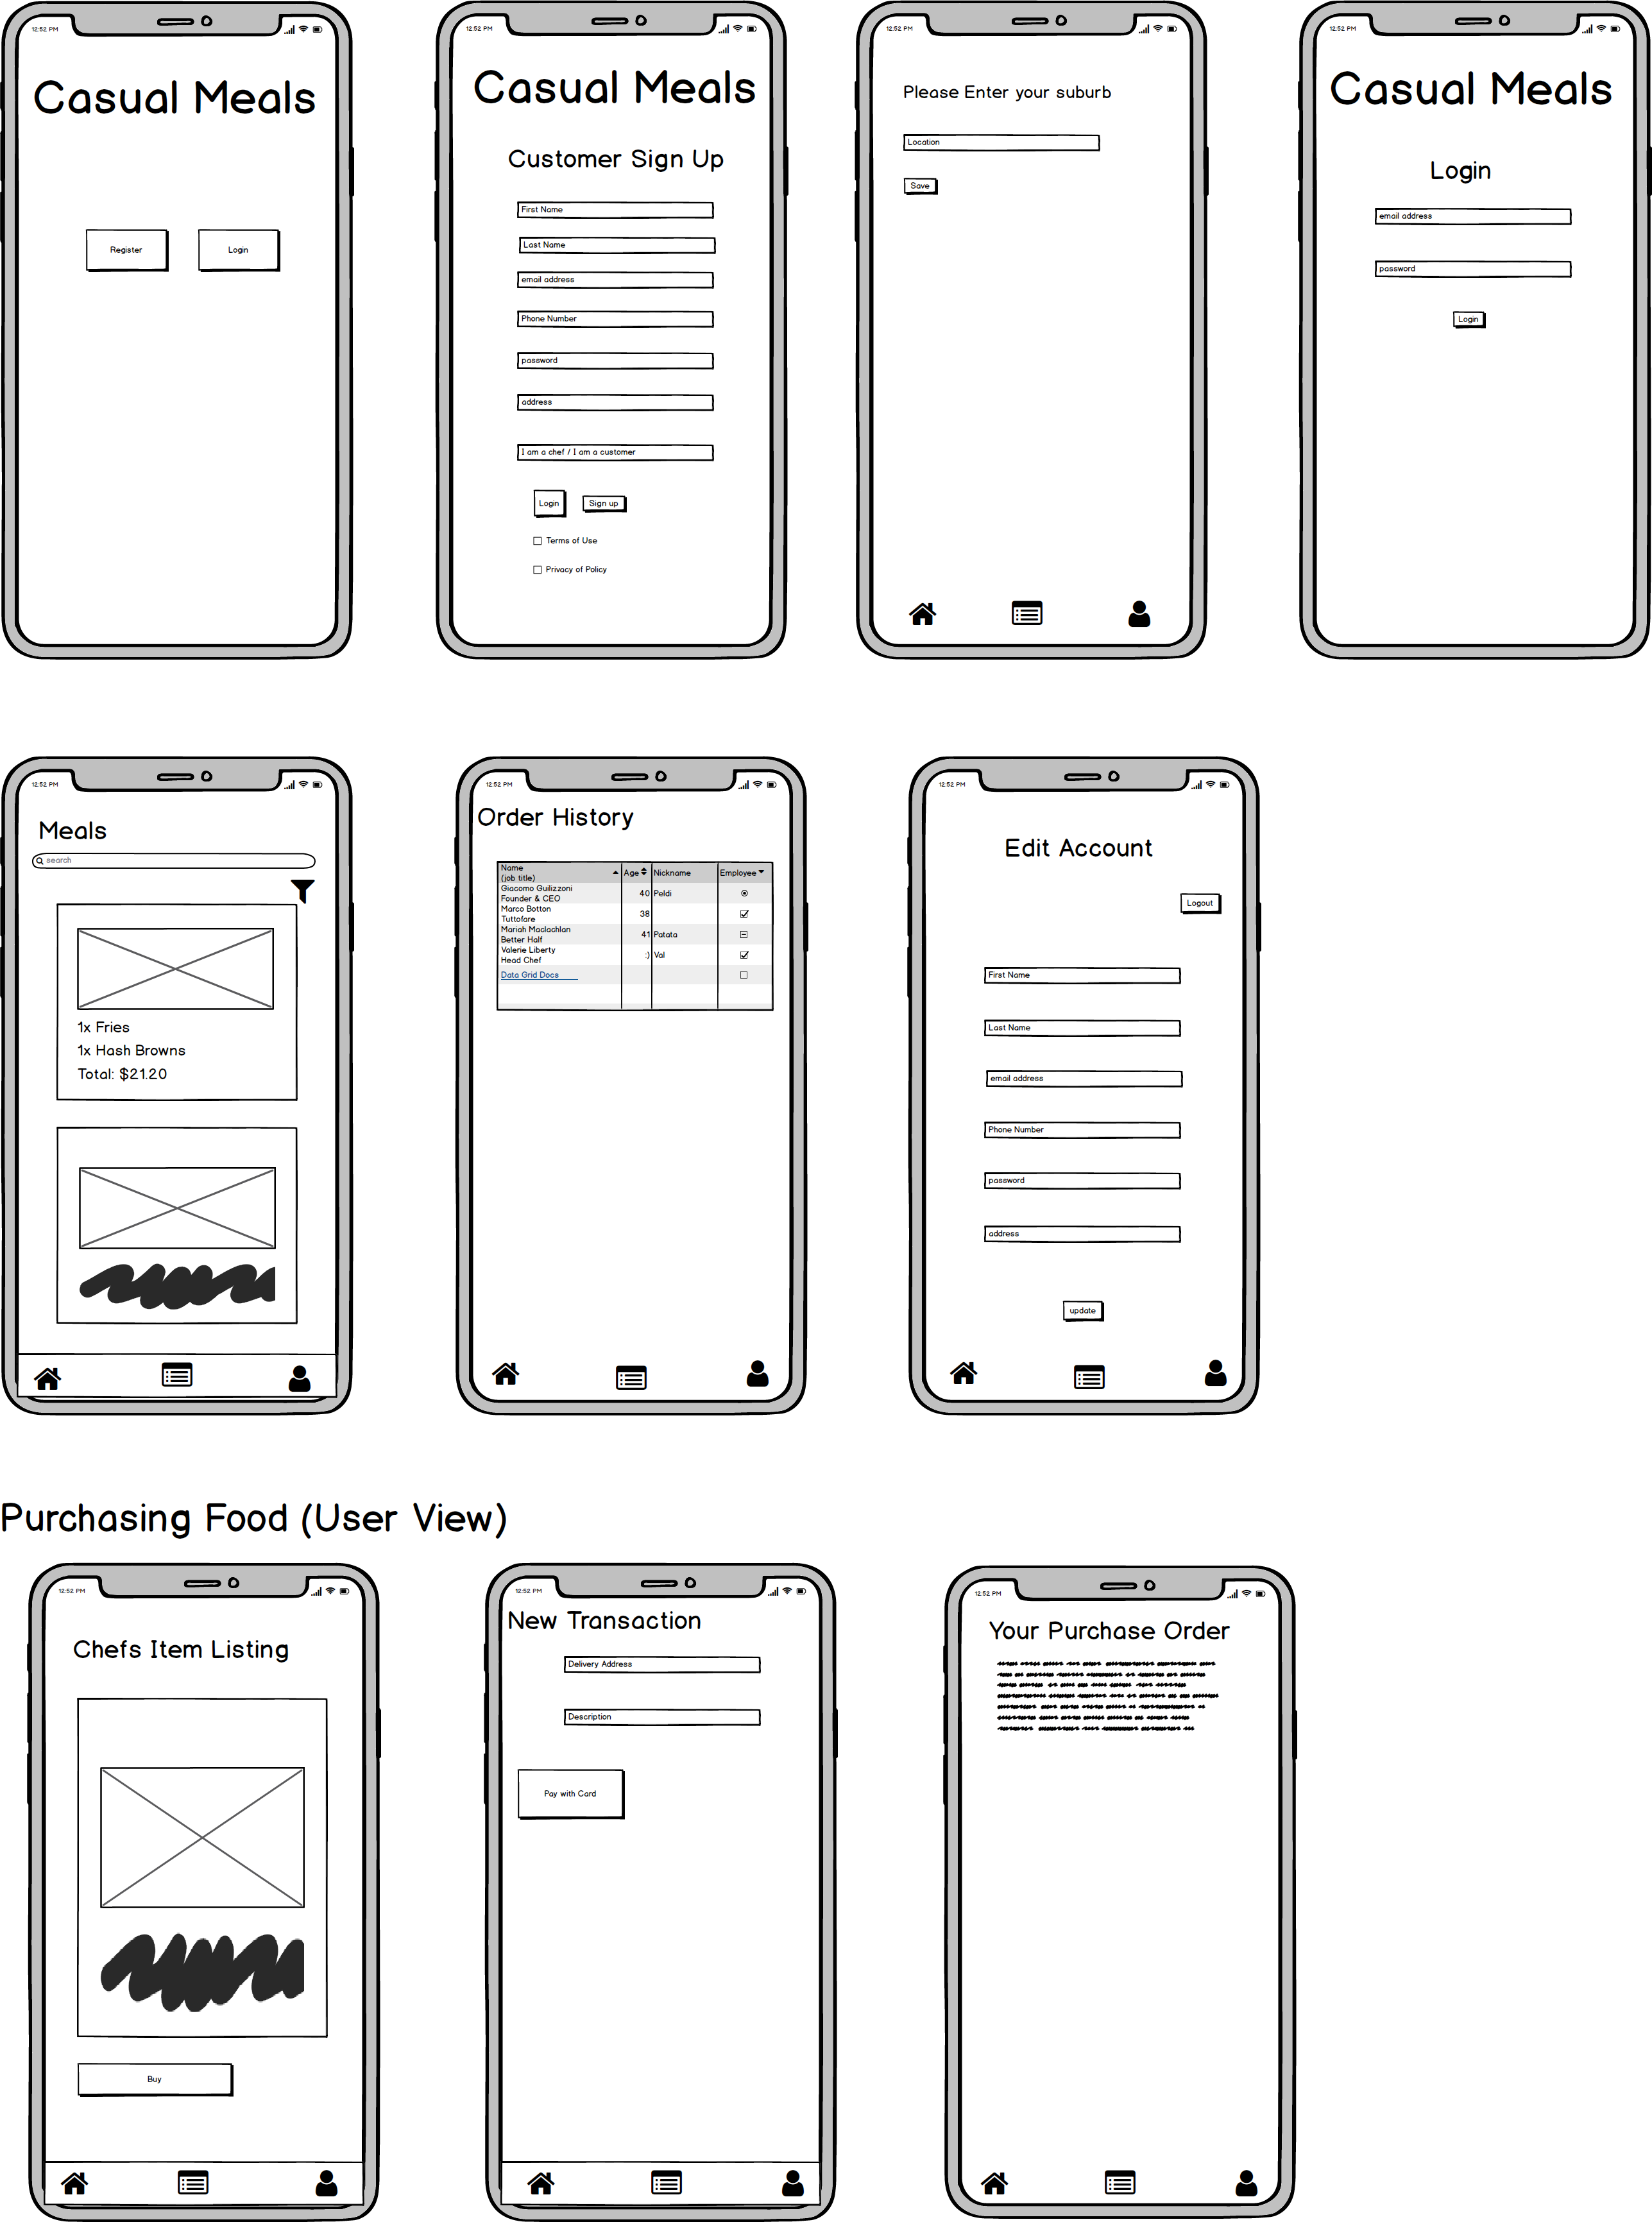 12:52 PM
Casual Meals
Register
Login
12:52 PM
Casual Meals
Customer Sign Up
First Name
Last Name
email address
Phone Number
password
address
I am a chef / I am a customer
Login
Sign up
Terms of Use
Privacy of Policy
12:52 PM
Please Enter your suburb
Location
Save
12:52 PM
Casual Meals
Login
email address
password
Login
12:52 PM
Meals
search
1x Fries
1x Hash Browns
Total: $21.20
12:52 PM
Order History
Name
(job title)
Age
Nickname
Employee
Giacomo Guilizzoni
Founder & CEO
40
Peldi
Marco Botton
Tuttofare
38
Mariah Maclachlan
Better Half
41
Patata
Valerie Liberty
Head Chef
:)
Val
Data Grid Docs
12:52 PM
Edit Account
Logout
First Name
Last Name
email address
Phone Number
password
address
update
Purchasing Food (User View)
12:52 PM
Chefs Item Listing
Buy
12:52 PM
New Transaction
Delivery Address
Description
Pay with Card
12:52 PM
Your Purchase Order